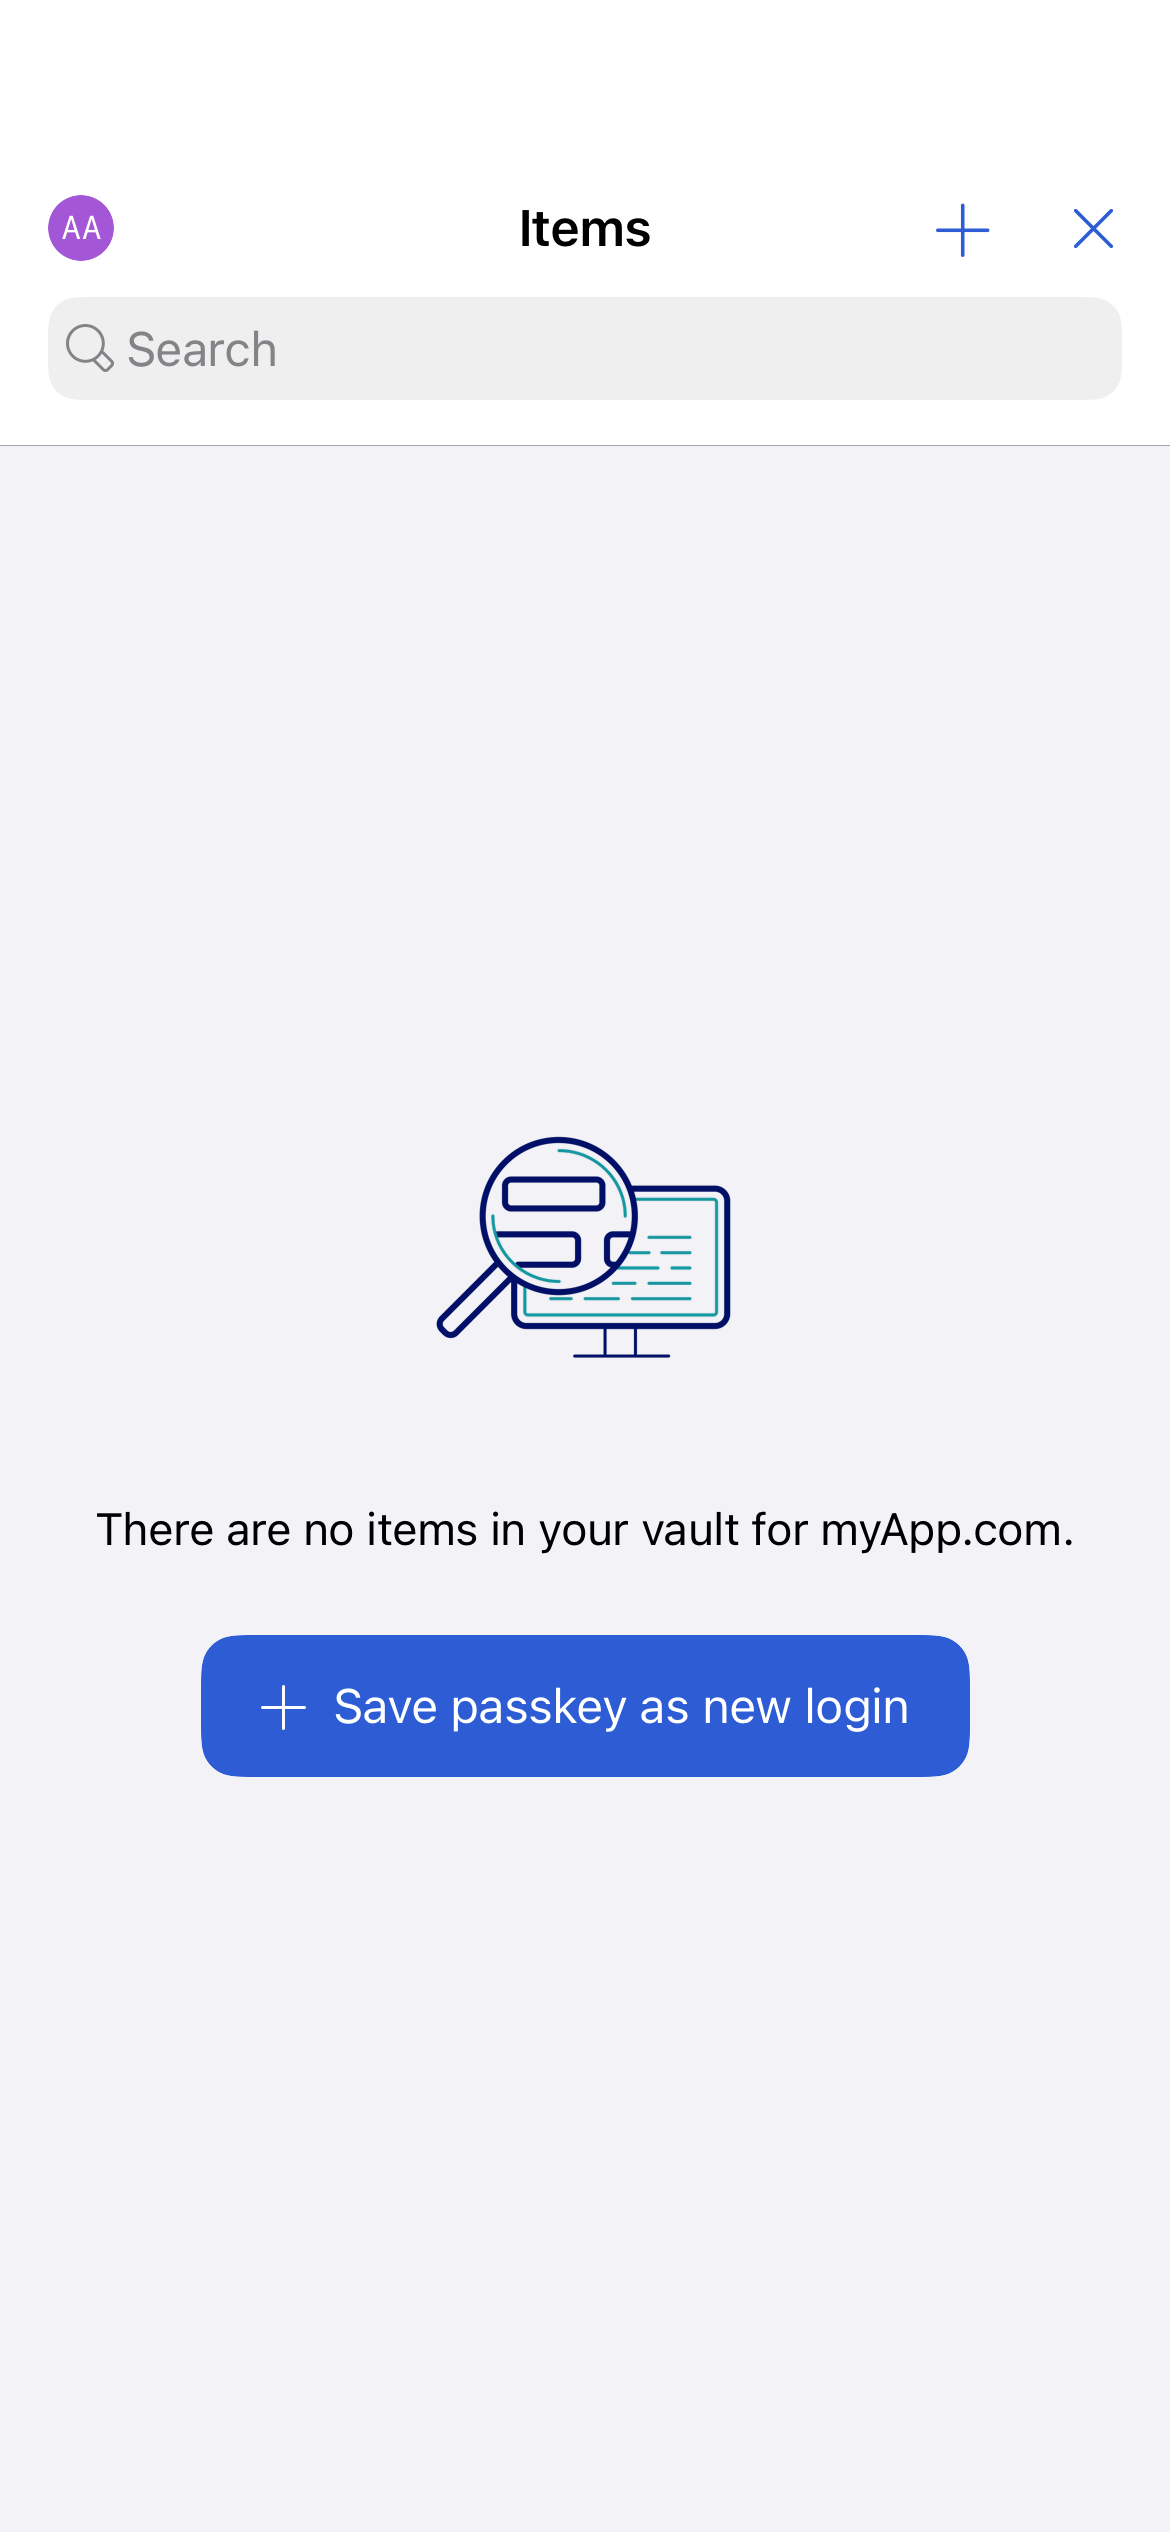 AA
Items
Search
There are no items in your vault for myApp.com.
Save passkey as new login